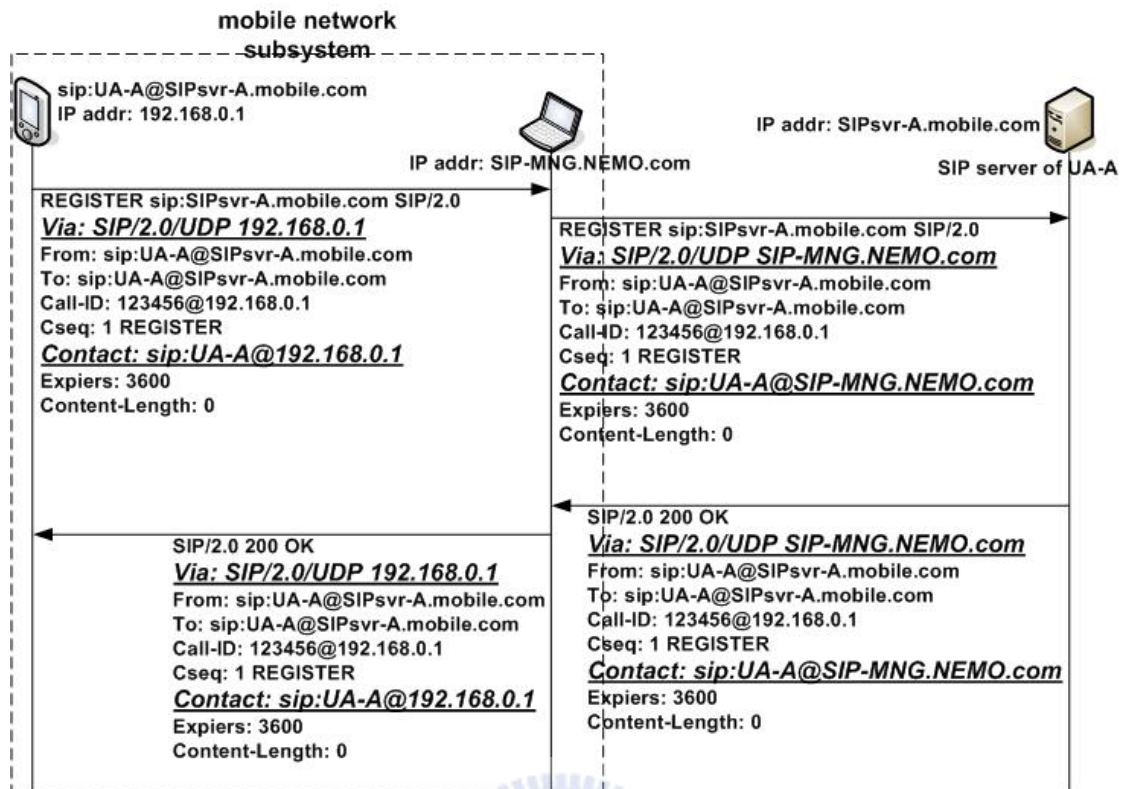 mobile network
subsystem
sip:UA-A@SIPsvr-A.mobile.com
IP addr: 192.168.0.1
IP addr: SIP-MNG.NEMO.com
IP addr: SIPsvr-A.mobile.com
SIP server of UA-A
REGISTER sip:SIPsvr-A.mobile.com SIP/2.0
Via: SIP/2.0/UDP 192.168.0.1
From: sip:UA-A@SIPsvr-A.mobile.com
To: sip:UA-A@SIPsvr-A.mobile.com
Call-ID: 123456@192.168.0.1
Cseq: 1 REGISTER
Contact: sip:UA-A@192.168.0.1
Expiers: 3600
Content-Length: 0
REGISTER sip:SIPsvr-A.mobile.com SIP/2.0
Via: SIP/2.0/UDP SIP-MNG.NEMO.com
From: sip:UA-A@SIPsvr-A.mobile.com
To: sip:UA-A@SIPsvr-A.mobile.com
Call-ID: 123456@192.168.0.1
Cseq: 1 REGISTER
Contact: sip:UA-A@SIP-MNG.NEMO.com
Expiers: 3600
Content-Length: 0
SIP/2.0 200 OK
Via: SIP/2.0/UDP SIP-MNG.NEMO.com
From: sip:UA-A@SIPsvr-A.mobile.com
To: sip:UA-A@SIPsvr-A.mobile.com
Call-ID: 123456@192.168.0.1
Cseq: 1 REGISTER
Contact: sip:UA-A@SIP-MNG.NEMO.com
Expiers: 3600
Content-Length: 0
SIP/2.0 200 OK
Via: SIP/2.0/UDP 192.168.0.1
From: sip:UA-A@SIPsvr-A.mobile.com
To: sip:UA-A@SIPsvr-A.mobile.com
Call-ID: 123456@192.168.0.1
Cseq: 1 REGISTER
Contact: sip:UA-A@192.168.0.1
Expiers: 3600
Content-Length: 0